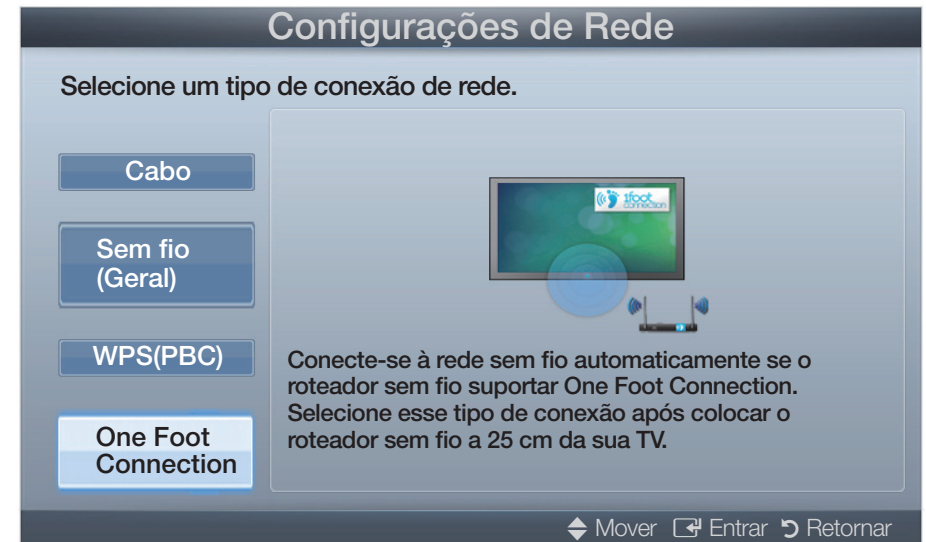 Configurações de Rede
Selecione um tipo de conexão de rede.
Cabo
Sem fio
(Geral)
WPS(PBC)
One Foot
Connection
1foot
connection
Conecte-se à rede sem fio automaticamente se o
roteador sem fio suportar One Foot Connection.
Selecione esse tipo de conexão após colocar o
roteador sem fio a 25 cm da sua TV.
Mover Entrar Retornar